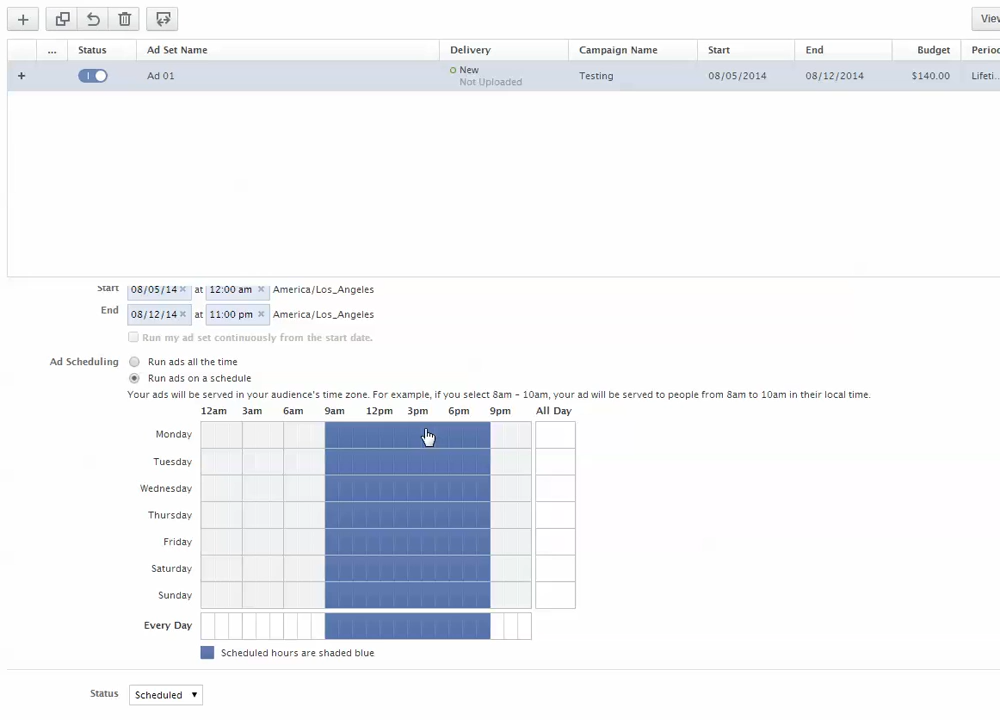 View
... Status Ad Set Name Delivery Campaign Name Start End Budget Perio
Ad 01 New Testing 08/05/2014 08/12/2014 $140.00 Lifeti...
Not Uploaded
Start 08/05/14 at 12:00 am America/Los_Angeles
End 08/12/14 at 11:00 pm America/Los_Angeles
Run my ad set continuously from the start date.
Ad Scheduling Run ads all the time
Run ads on a schedule
Your ads will be served in your audience's time zone. For example, if you select 8am - 10am, your ad will be served to people from 8am to 10am in their local time.
12am 3am 6am 9am 12pm 3pm 6pm 9pm All Day
Monday
Tuesday
Wednesday
Thursday
Friday
Saturday
Sunday
Every Day
Scheduled hours are shaded blue
Status Scheduled